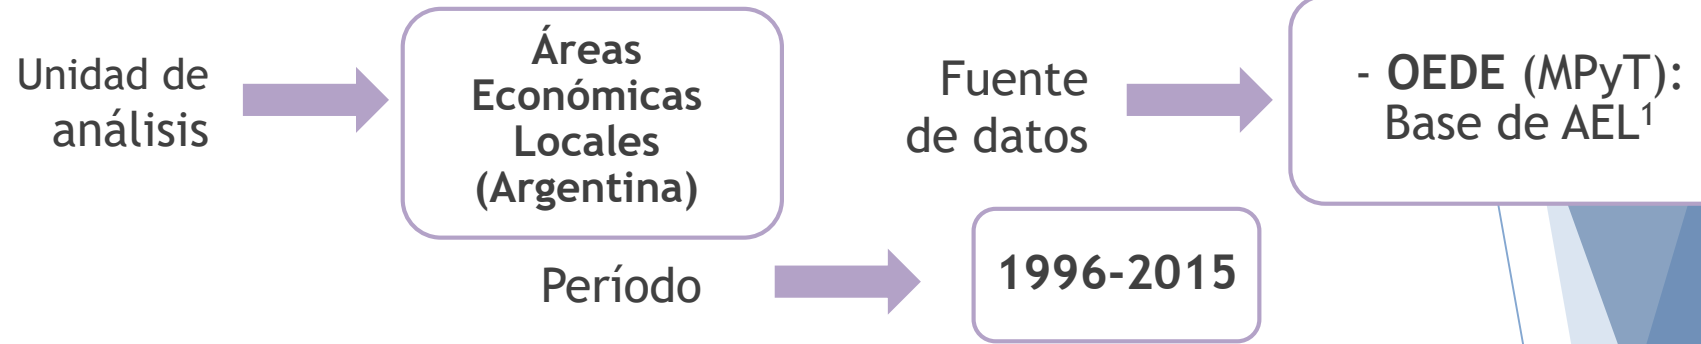 Unidad de
análisis
Áreas
Económicas
Locales
(Argentina)
Fuente
de datos
- OEDE (MPyT):
Base de AEL¹
Período
1996-2015